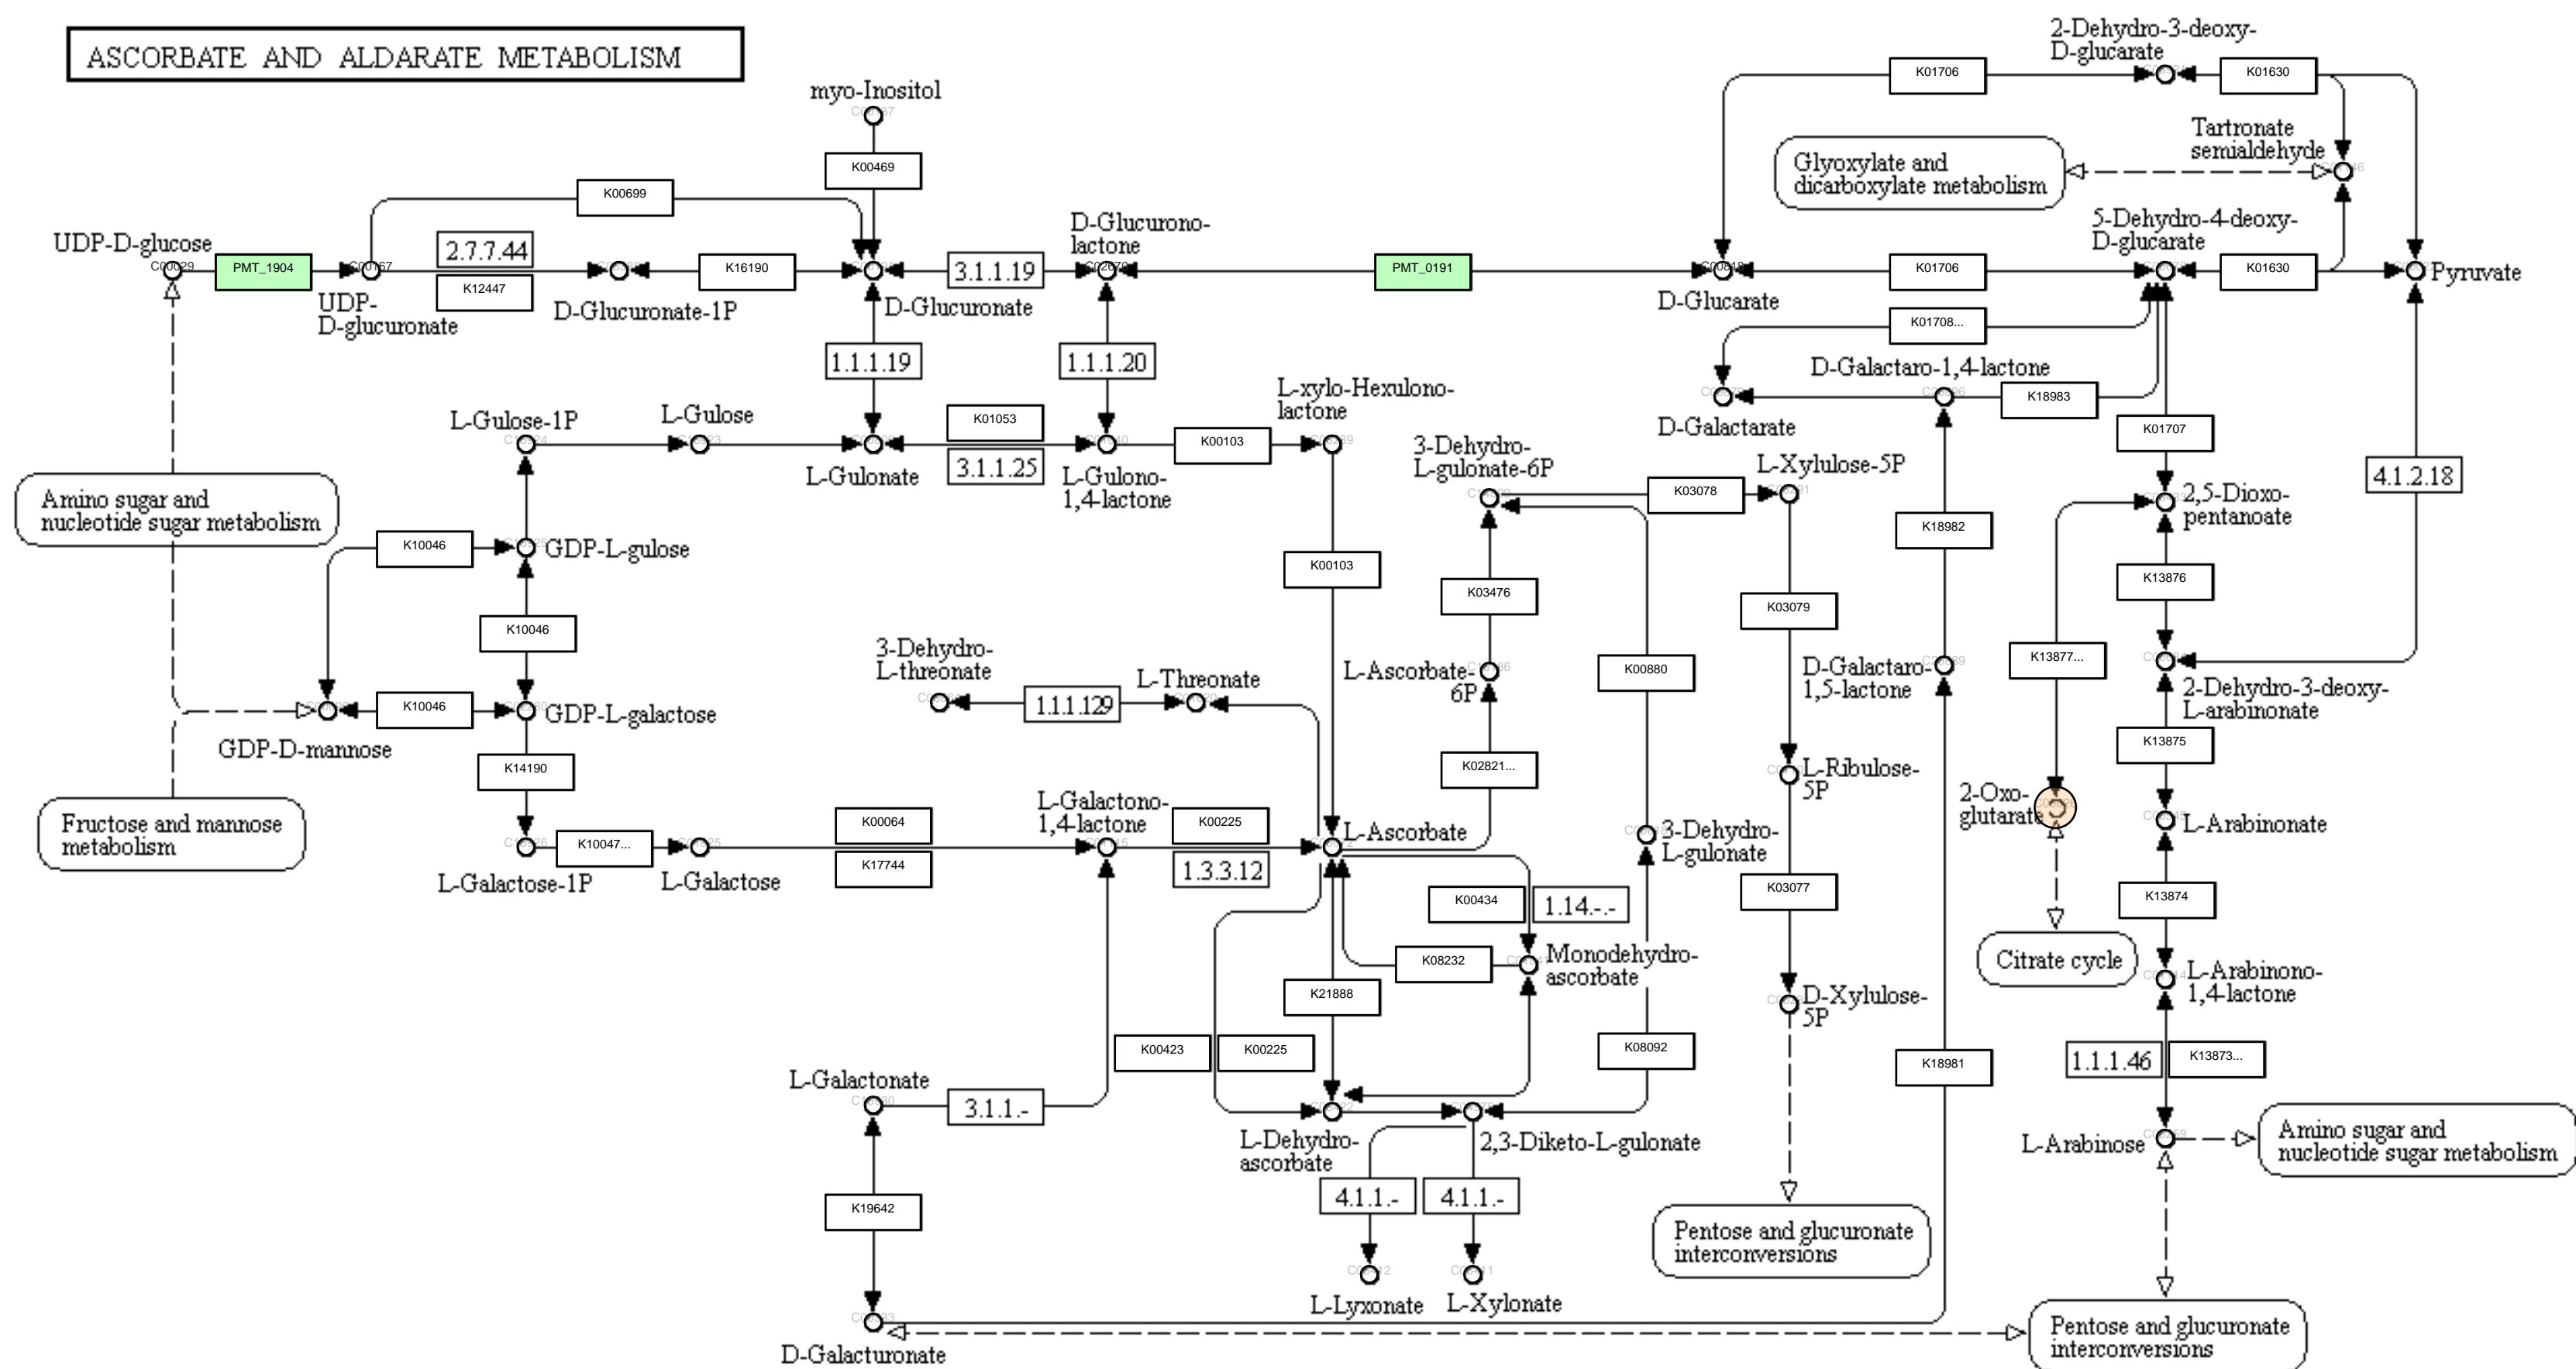 ASCORBATE AND ALDARATE METABOLISM
2-Dehydro-3-deoxy-
D-glucarate
K01706
K01630
myo-Inositol
K00469
Tartronate
semialdehyde
Glyoxylate and
dicarboxylate metabolism
K00699
UDP-D-glucose
C00029
PMT_1904
UDP-
D-glucuronate
2.7.7.44
K12447
D-Glucuronate-1P
K16190
D-Glucuronate
3.1.1.19
D-Glucurono-
lactone
PMT_0191
D-Glucarate
K01706
5-Dehydro-4-deoxy-
D-glucarate
K01630
Pyruvate
K01708...
1.1.1.19
1.1.1.20
D-Galactaro-1,4-lactone
K18983
D-Galactarate
L-Gulose-1P
L-Gulose
L-Gulonate
K01053
3.1.1.25
L-Gulono-
1,4-lactone
K00103
L-xylo-Hexulono-
lactone
3-Dehydro-
L-gulonate-6P
K03078
L-Xylulose-5P
K01707
4.1.2.18
2,5-Dioxo-
pentanoate
Amino sugar and
nucleotide sugar metabolism
K10046
GDP-L-gulose
K00103
K03476
K03079
K18982
K13876
K10046
3-Dehydro-
L-threonate
1.1.1.129
L-Threonate
L-Ascorbate-
6P
K00880
D-Galactaro-
1,5-lactone
K13877...
2-Dehydro-3-deoxy-
L-arabinonate
K10046
GDP-L-galactose
GDP-D-mannose
K14190
K02821...
L-Ribulose-
5P
K13875
2-Oxo-
glutarate
L-Arabinonate
Fructose and mannose
metabolism
L-Galactose-1P
K10047...
L-Galactose
K00064
K17744
L-Galactono-
1,4-lactone
K00225
1.3.3.12
L-Ascorbate
3-Dehydro-
L-gulonate
K03077
K13874
K00434
1.14.-.-
K08232
Monodehydro-
ascorbate
Citrate cycle
L-Arabinono-
1,4-lactone
K21888
D-Xylulose-
5P
K00423
K00225
K08092
K18981
1.1.1.46
K13873...
L-Galactonate
3.1.1.-
L-Dehydro-
ascorbate
2,3-Diketo-L-gulonate
L-Arabinose
Amino sugar and
nucleotide sugar metabolism
K19642
4.1.1.-
4.1.1.-
Pentose and glucuronate
interconversions
L-Lyxonate
L-Xylonate
D-Galacturonate
Pentose and glucuronate
interconversions